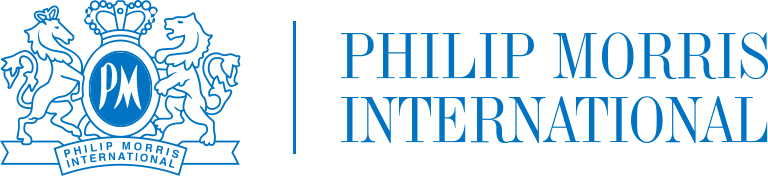 PM
PHILIP MORRIS
INTERNATIONAL
PHILIP MORRIS
INTERNATIONAL